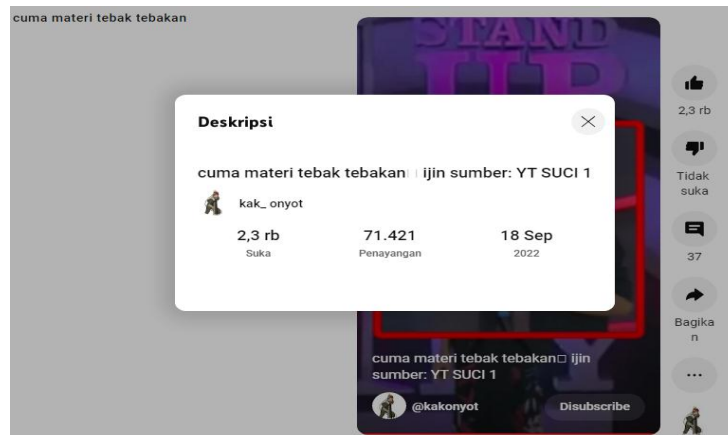 cuma materi tebak tebakan
STAND
UP
Deskripsi
cuma materi tebak tebakan ijin sumber: YT SUCI 1
kak_ onyot
2,3 rb
Suka
71.421
Penayangan
18 Sep
2022
cuma materi tebak tebakan□ ijin
sumber: YT SUCI 1
@kakonyot
Disubscribe
2,3 rb
Tidak
suka
37
Bagika
n